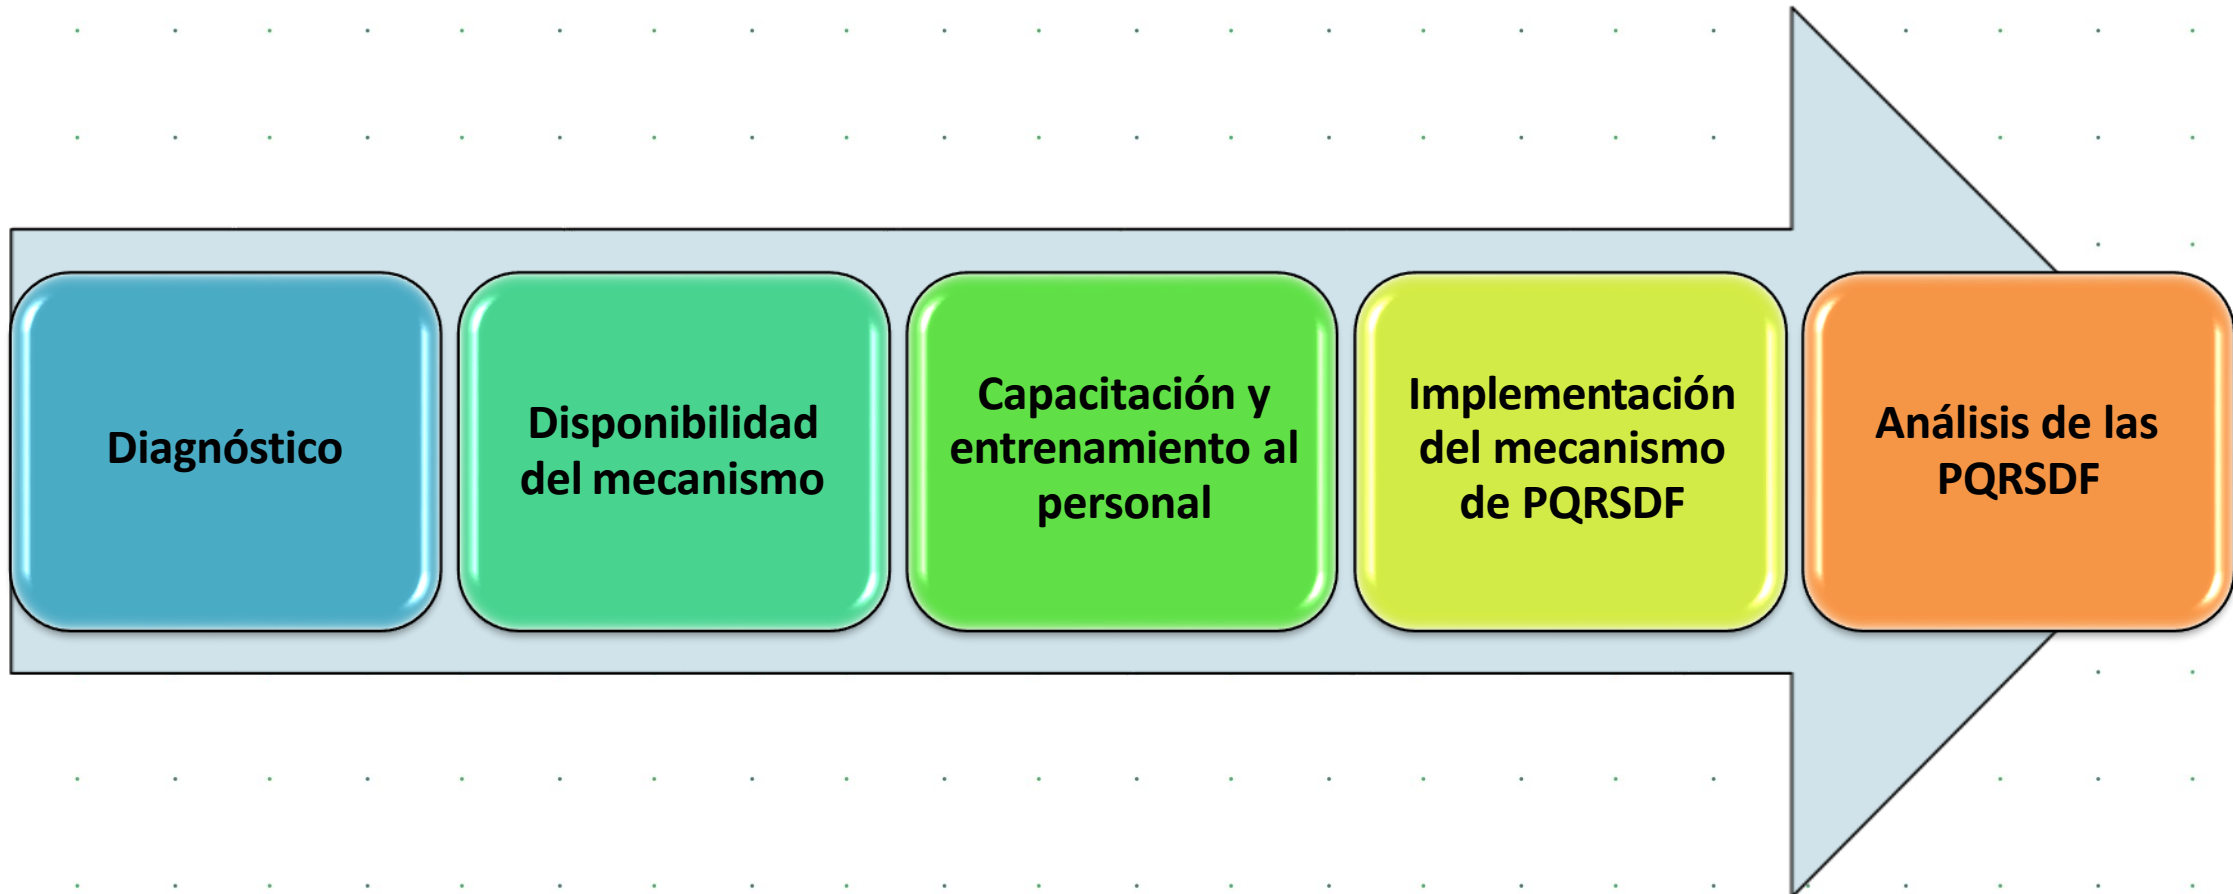 Diagnóstico
Disponibilidad
del mecanismo
Capacitación y
entrenamiento al
personal
Implementación
del mecanismo
de PQRSDF
Análisis de las
PQRSDF